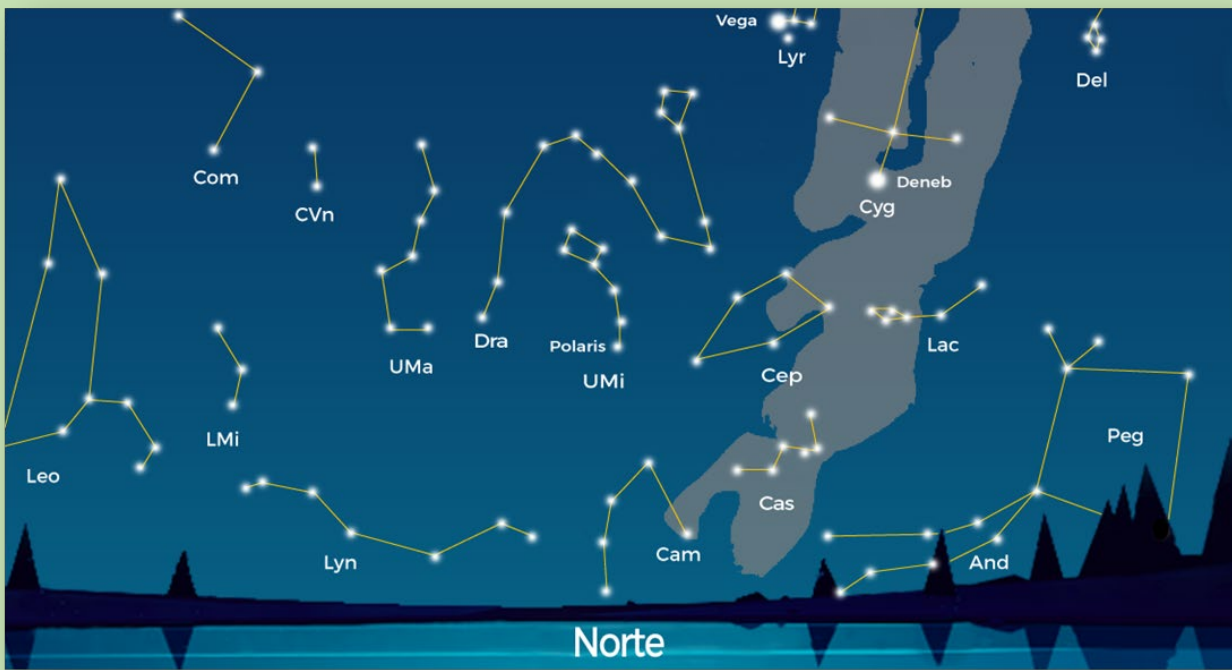 Vega
Lyr
Del
Com
CVn
Deneb
Cyg
Dra
Polaris
UMa
UMi
Cep
Lac
LMi
Leo
Peg
Cas
Lyn
Cam
And
Norte